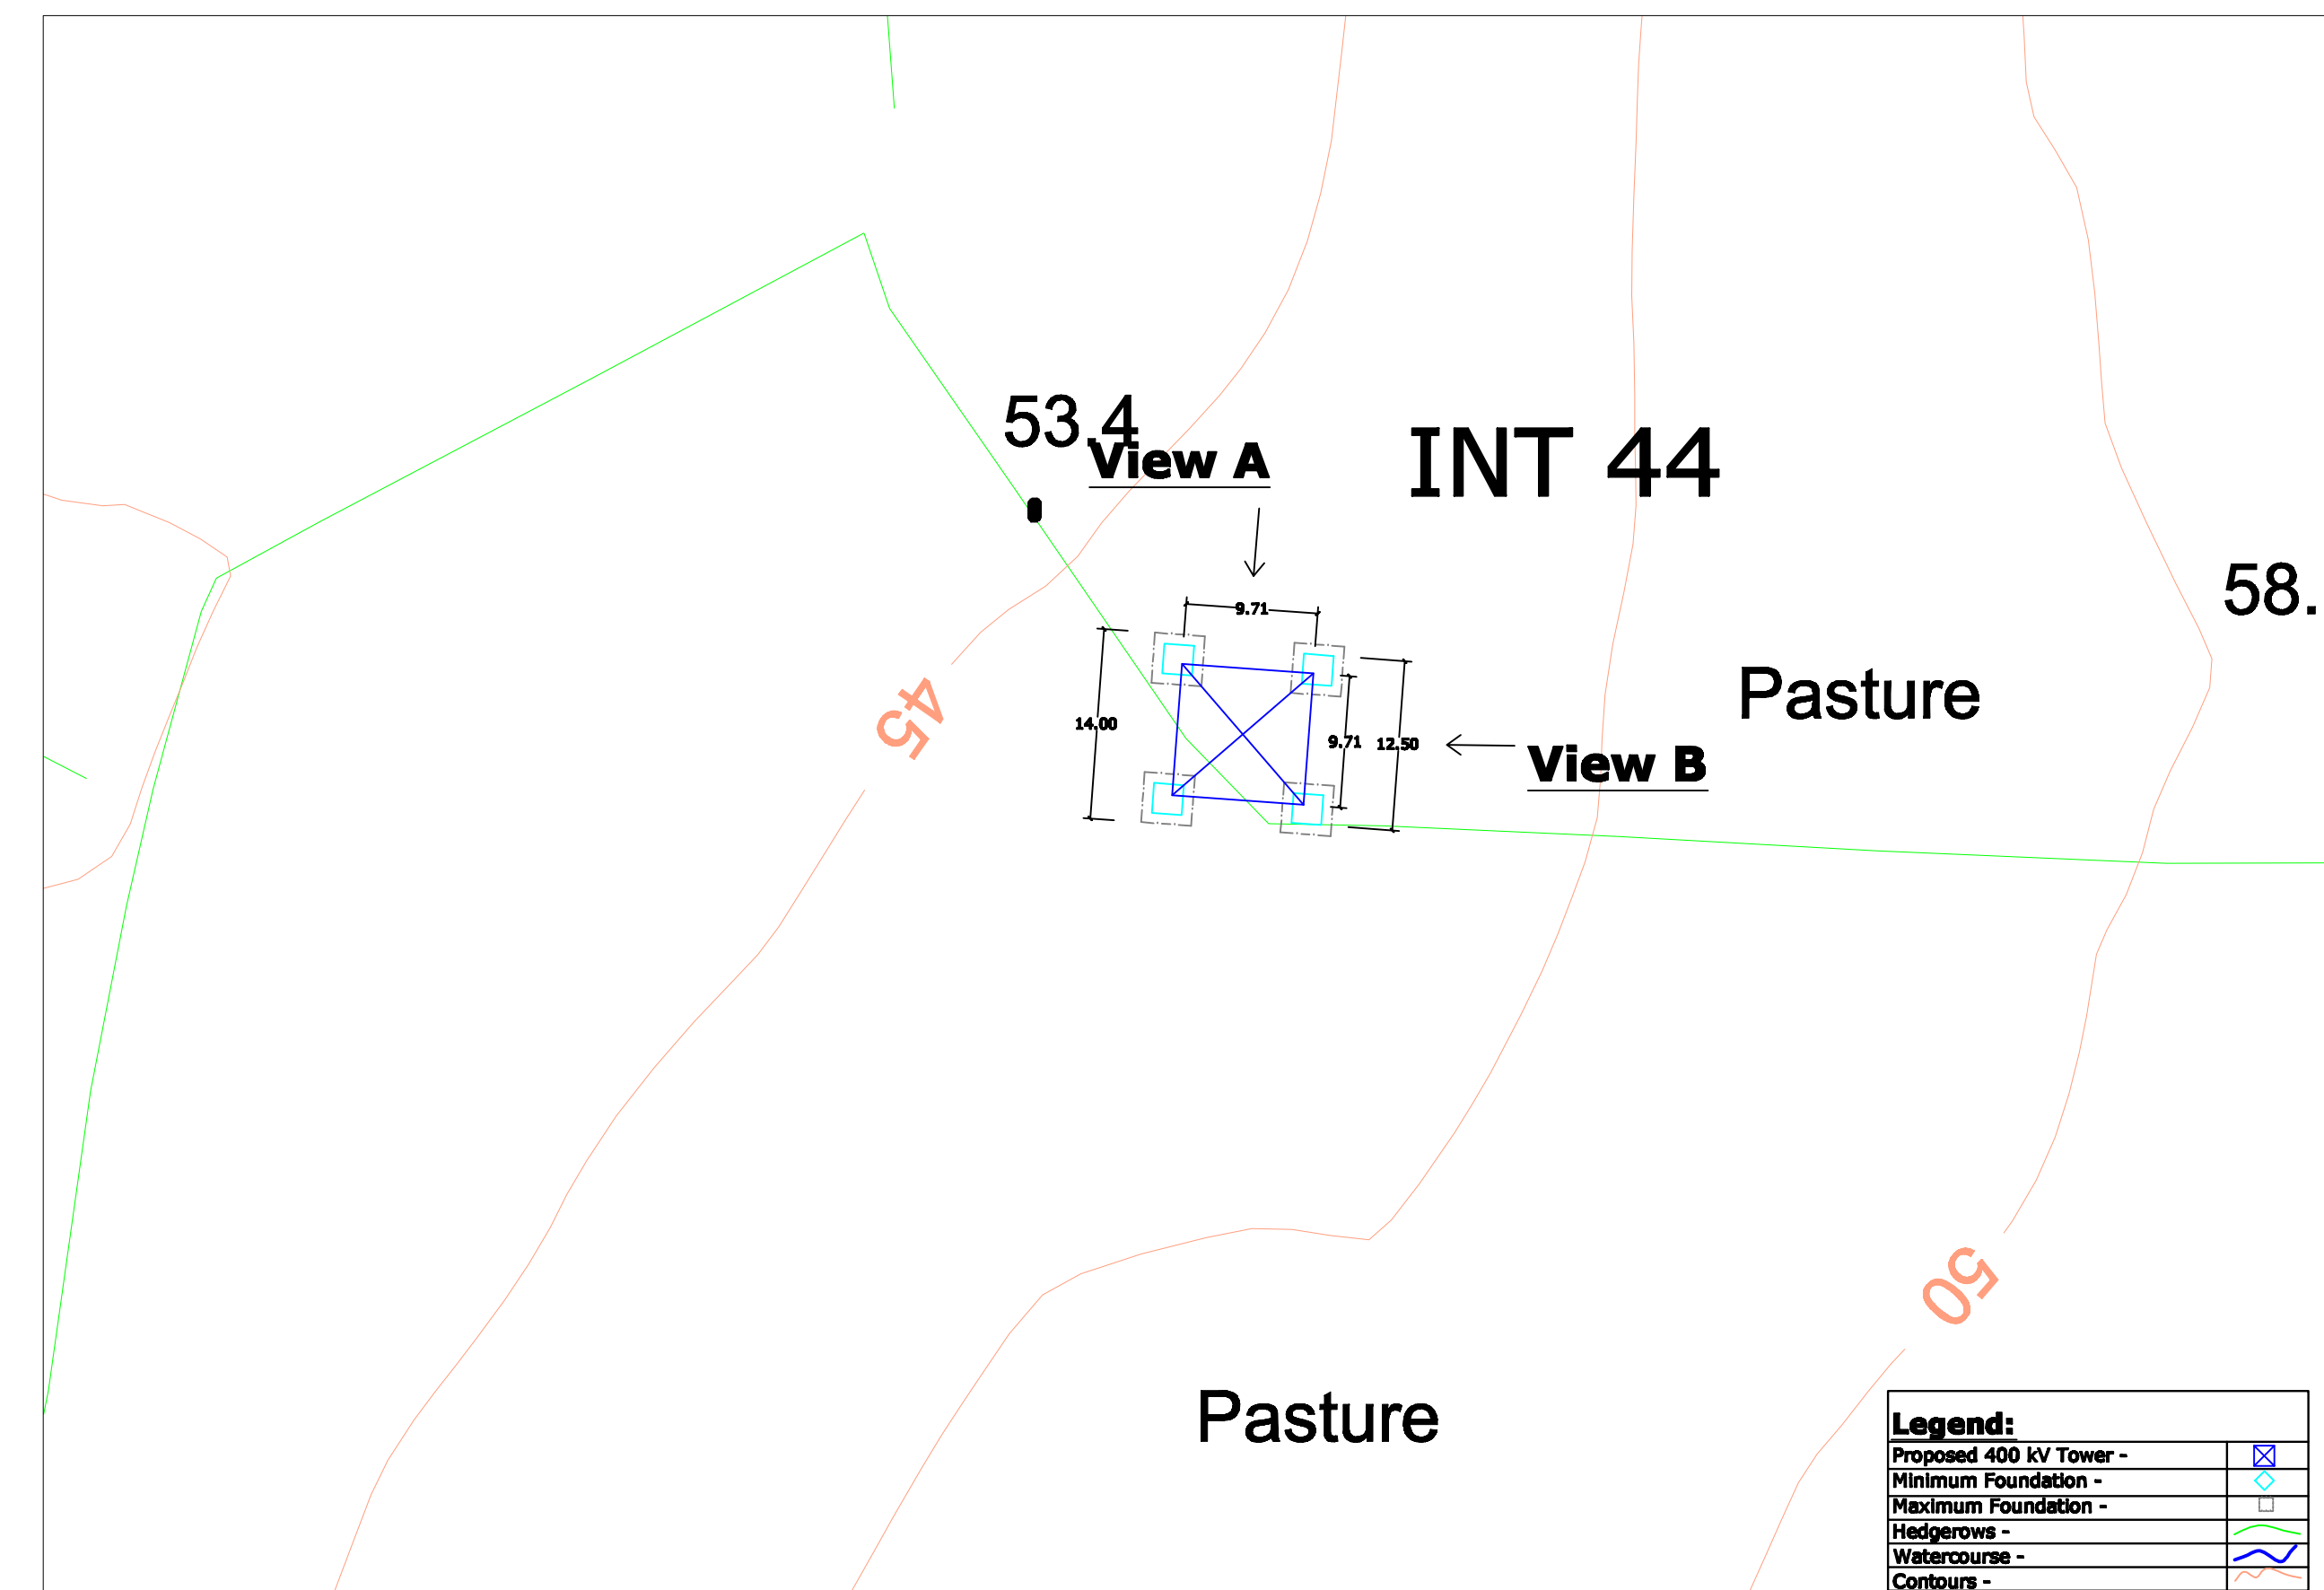 53.4
View A
INT 44
58.
9.71
Pasture
45
14.00
9.71
12.50
View B
50
Pasture
Legend:
Proposed 400 kV Tower -
Minimum Foundation -
Maximum Foundation -
Hedgerows -
Watercourse -
Contours -